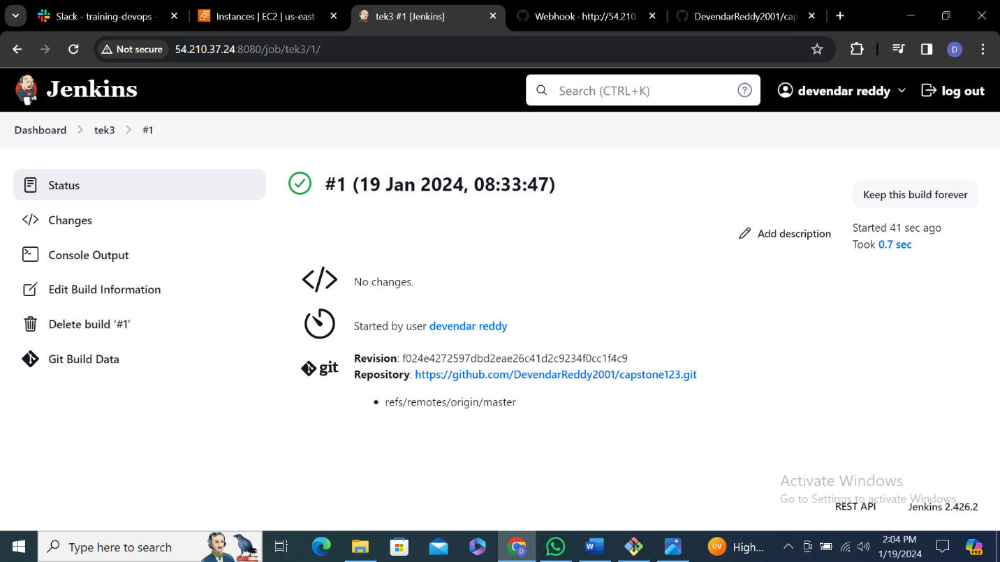 Slack - training-devops -
Instances | EC2 | us-east-
tek3 #1 [Jenkins]
Webhook · http://54.210.
DevendarReddy2001/cap
Not secure
54.210.37.24:8080/job/tek3/1/
D
Jenkins
Search (CTRL+K)
devendar reddy
log out
Dashboard
tek3
#1
Status
Changes
Console Output
Edit Build Information
Delete build ‘#1’
Git Build Data
#1 (19 Jan 2024, 08:33:47)
Keep this build forever
Add description
Started 41 sec ago
Took 0.7 sec
No changes.
Started by user devendar reddy
git
Revision: f024e4272597dbd2eae26c41d2c9234f0cc1f4c9
Repository: https://github.com/DevendarReddy2001/capstone123.git
refs/remotes/origin/master
Activate Windows
Go to Settings to activate Windows.
REST API
Jenkins 2.426.2
Type here to search
D
W
UV
High...
2:04 PM
1/19/2024
PRE